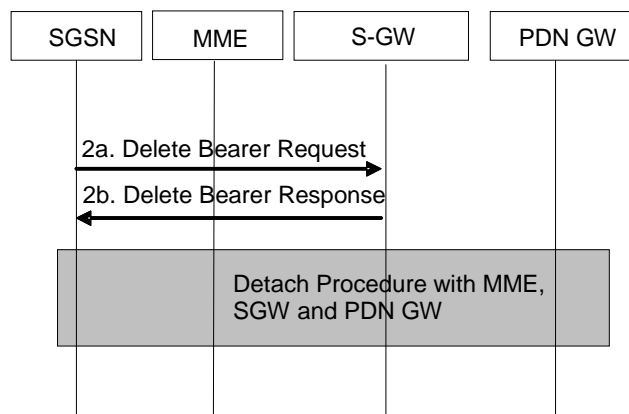 SGSN
MME
S-GW
PDN GW
2a. Delete Bearer Request
2b. Delete Bearer Response
Detach Procedure with MME,
SGW and PDN GW